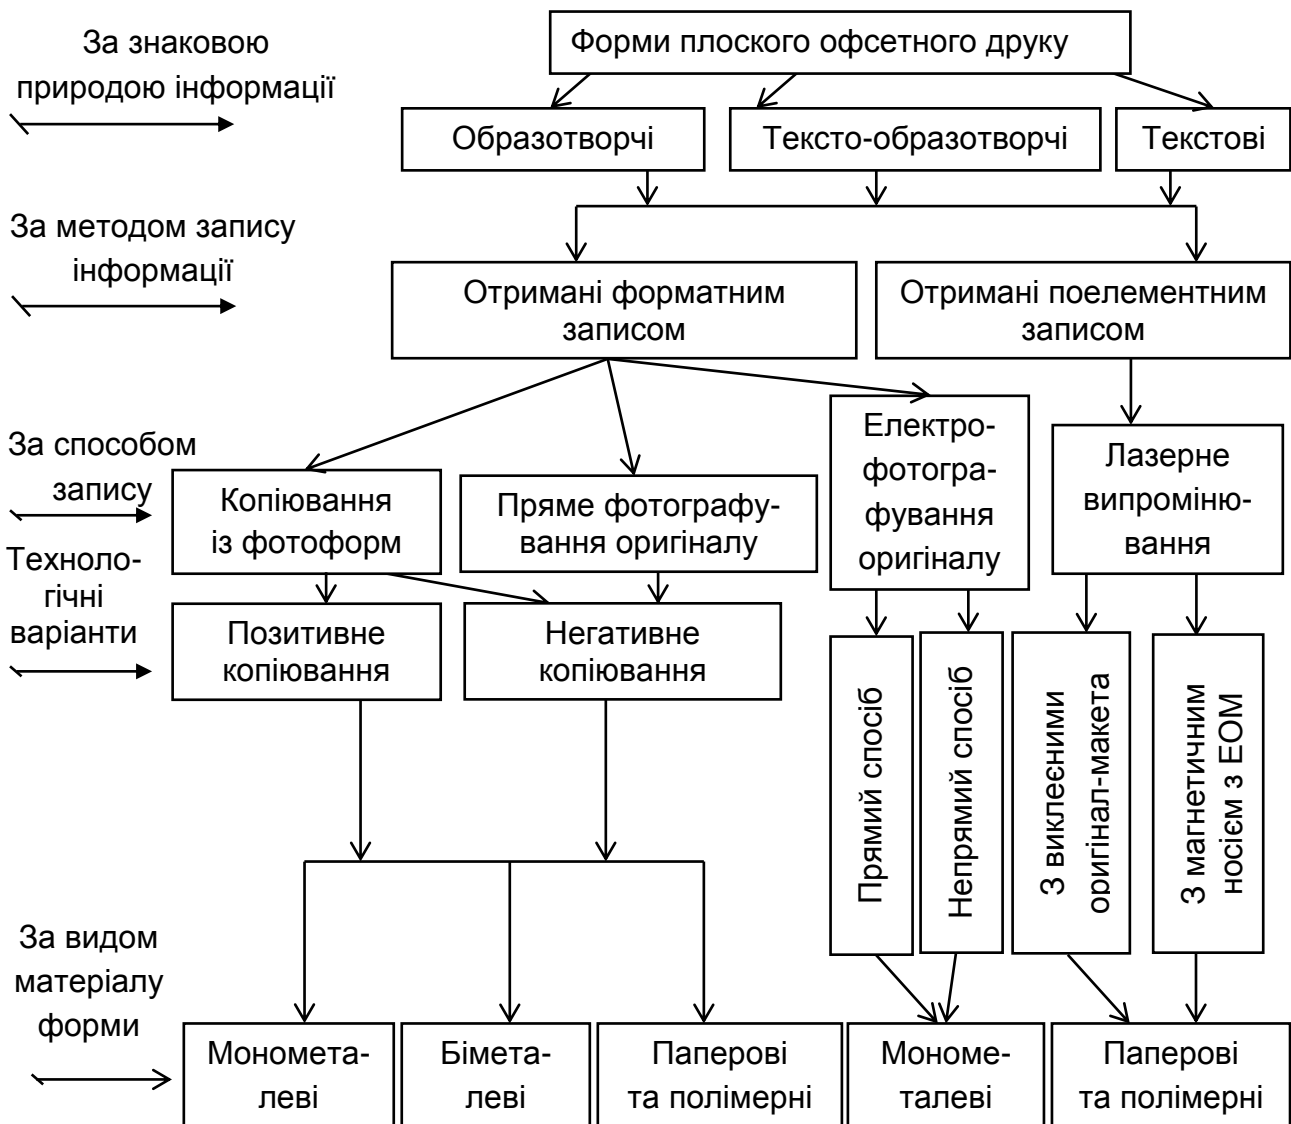 За знаковою
природою інформації
Форми плоского офсетного друку
Образотворчі
Тексто-образотворчі
Текстові
За методом запису
інформації
Отримані форматним
записом
Отримані поелементним
записом
За способом
запису
Копіювання
із фотоформ
Пряме фотографу-
вання оригіналу
Електро-
фотогра-
фування
оригіналу
Лазерне
випроміню-
вання
Техноло-
гічні
варіанти
Позитивне
копіювання
Негативне
копіювання
Прямий спосіб
Непрямий спосіб
З виклеєними
оригінал-макета
З магнетичним
носієм з ЕОМ
За видом
матеріалу
форми
Монометa-
леві
Бімета-
леві
Паперові
та полімерні
Мономе-
талеві
Паперові
та полімерні